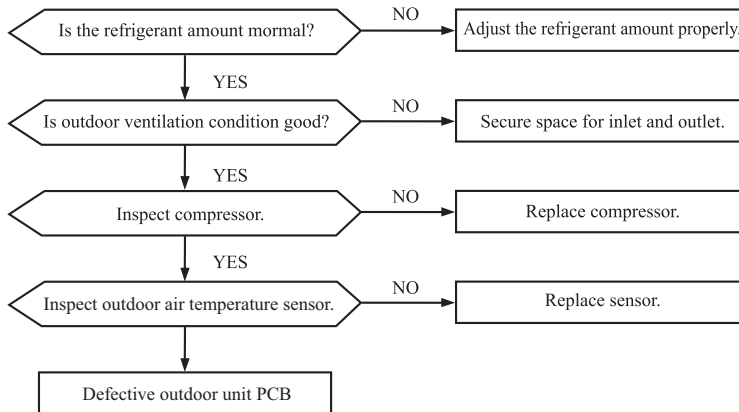 Is the refrigerant amount mormal?
NO
Adjust the refrigerant amount properly.
YES
Is outdoor ventilation condition good?
NO
Secure space for inlet and outlet.
YES
Inspect compressor.
NO
Replace compressor.
YES
Inspect outdoor air temperature sensor.
NO
Replace sensor.
Defective outdoor unit PCB